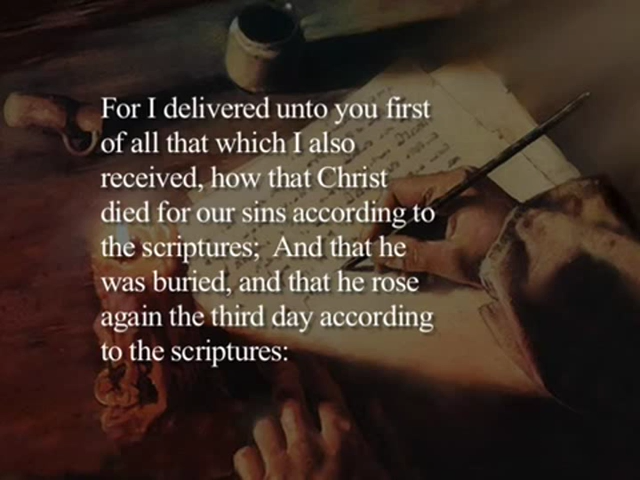 For I delivered unto you first
of all that which I also
received, how that Christ
died for our sins according to
the scriptures;  And that he
was buried, and that he rose
again the third day according
to the scriptures: